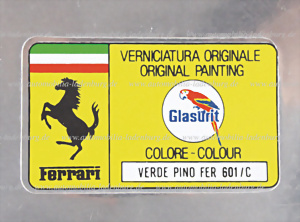 VERNICIATURA ORIGINALE
ORIGINAL PAINTING
Glasurit
COLORE - COLOUR
VERDE PINO FER 601/C
Ferrari